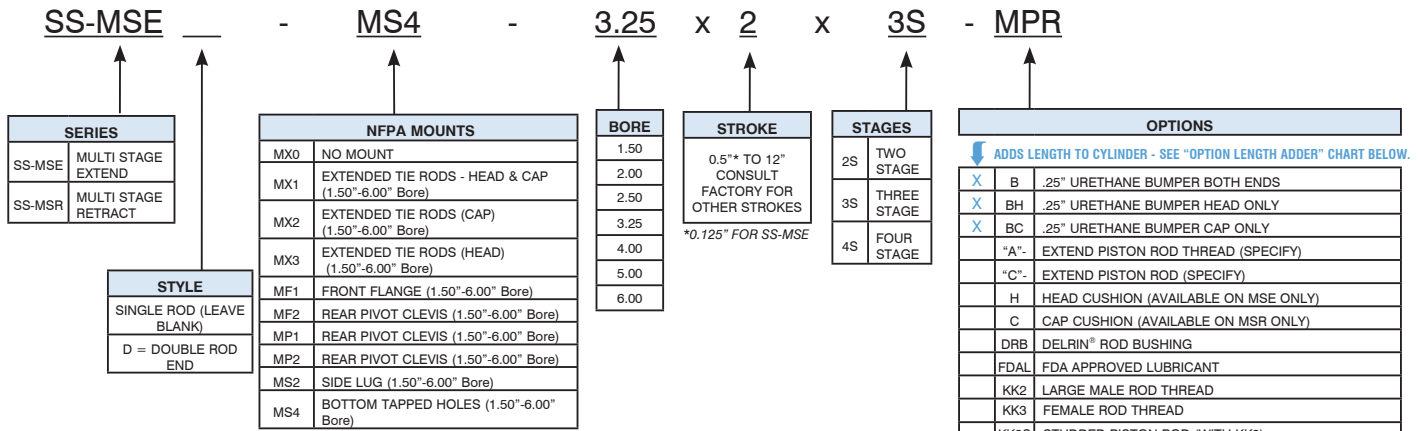 SS-MSE __ - MS4 - 3.25 x 2 x 3S - MPR
SERIES
SS-MSE MULTI STAGE
EXTEND
SS-MSR MULTI STAGE
RETRACT
STYLE
SINGLE ROD (LEAVE
BLANK)
D = DOUBLE ROD
END
NFPA MOUNTS
MX0 NO MOUNT
MX1 EXTENDED TIE RODS - HEAD & CAP
(1.50"-6.00" Bore)
MX2 EXTENDED TIE RODS (CAP)
(1.50"-6.00" Bore)
MX3 EXTENDED TIE RODS (HEAD)
(1.50"-6.00" Bore)
MF1 FRONT FLANGE (1.50"-6.00" Bore)
MF2 REAR PIVOT CLEVIS (1.50"-6.00" Bore)
MP1 REAR PIVOT CLEVIS (1.50"-6.00" Bore)
MP2 REAR PIVOT CLEVIS (1.50"-6.00" Bore)
MS2 SIDE LUG (1.50"-6.00" Bore)
MS4 BOTTOM TAPPED HOLES (1.50"-6.00"
Bore)
BORE
1.50
2.00
2.50
3.25
4.00
5.00
6.00
STROKE
0.5"* TO 12"
CONSULT
FACTORY FOR
OTHER STROKES
*0.125" FOR SS-MSE
STAGES
2S TWO
STAGE
3S THREE
STAGE
4S FOUR
STAGE
OPTIONS
ADDS LENGTH TO CYLINDER - SEE "OPTION LENGTH ADDER" CHART BELOW.
X B .25" URETHANE BUMPER BOTH ENDS
X BH .25" URETHANE BUMPER HEAD ONLY
X BC .25" URETHANE BUMPER CAP ONLY
"A"- EXTEND PISTON ROD THREAD (SPECIFY)
"C"- EXTEND PISTON ROD (SPECIFY)
H HEAD CUSHION (AVAILABLE ON MSE ONLY)
C CAP CUSHION (AVAILABLE ON MSR ONLY)
DRB DELRIN® ROD BUSHING
FDAL FDA APPROVED LUBRICANT
KK2 LARGE MALE ROD THREAD
KK3 FEMALE ROD THREAD